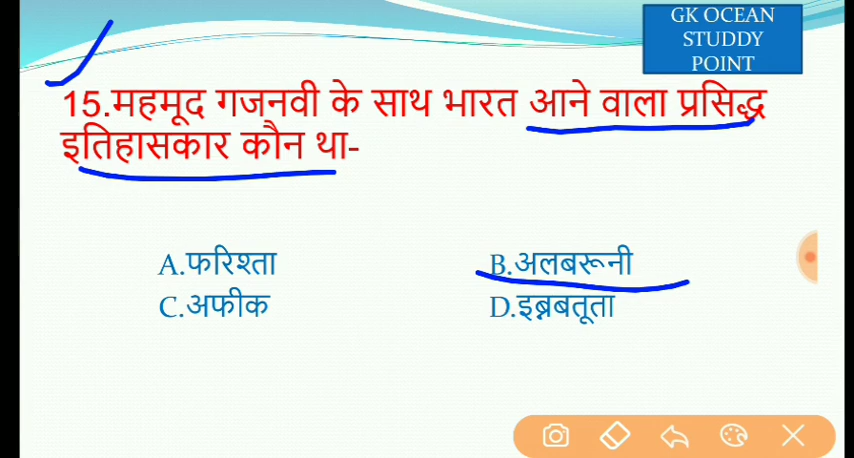 GK OCEAN
STUDDY
POINT
15.महमूद गजनवी के साथ भारत आने वाला प्रसिद्ध
इतिहासकार कौन था-
A.फरिश्ता
B.अलबरूनी
C.अफीक
D.इब्नबतूता